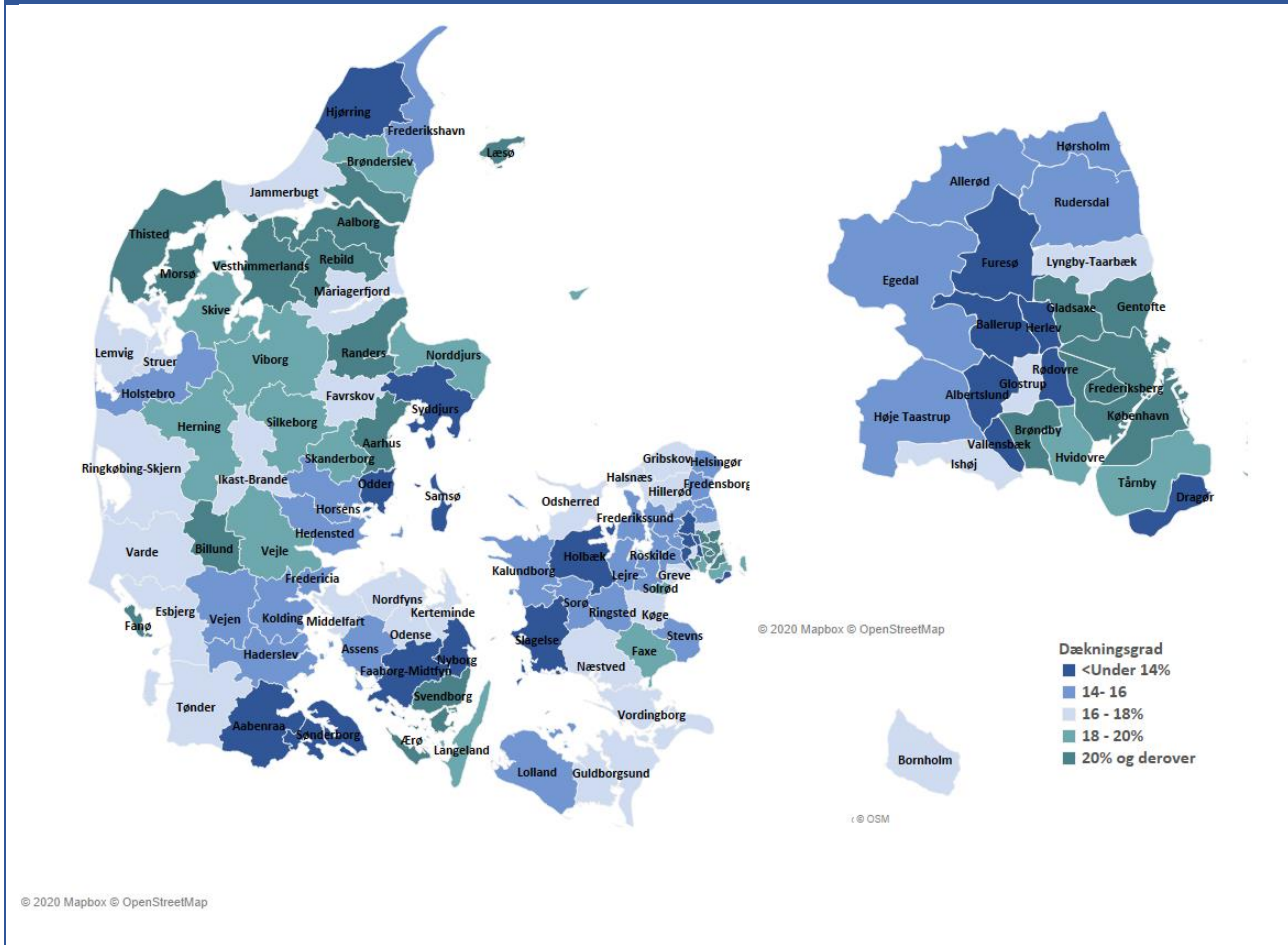 Hjørring
Frederikshavn
Læsø
Brønderslev
Jammerbugt
Aalborg
Thisted
Rebild
Vesthimmerlands
Morsø
Mariagerfjord
Skive
Randers
Norddjurs
Viborg
Lemvig
Struer
Favrskov
Holstebro
Syddjurs
Silkeborg
Herning
Aarhus
Skanderborg
Ringkøbing-Skjern
Ikast-Brande
Odder
Samsø
Horsens
Hedensted
Varde
Billund
Vejle
Fredericia
Esbjerg
Vejen
Kolding
Fanø
Haderslev
Tønder
Aabenraa
Sønderborg
Nordfyns
Kerteminde
Middelfart
Odense
Assens
Nyborg
Faaborg-Midtfyn
Svendborg
Ærø
Langeland
Gribskov
Helsingør
Halsnæs
Fredensborg
Hillerød
Odsherred
Frederikssund
Holbæk
Roskilde
Kalundborg
Lejre
Greve
Solrød
Sorø
Ringsted
Køge
Slagelse
Stevns
Faxe
Næstved
Vordingborg
Lolland
Guldborgsund
Hørsholm
Allerød
Rudersdal
Lyngby-Taarbæk
Furesø
Egedal
Gladsaxe
Gentofte
Ballerup
Herlev
Rødovre
Glostrup
Frederiksberg
Albertslund
Høje Taastrup
København
Brøndby
Vallensbæk
Hvidovre
Ishøj
Tårnby
Dragør
© 2020 Mapbox © OpenStreetMap
Dækningsgrad
<Under 14%
14- 16
16 - 18%
18 - 20%
20% og derover
Bornholm
© OSM
© 2020 Mapbox © OpenStreetMap